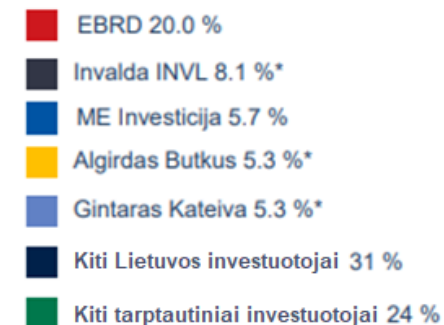 EBRD 20.0 %
Invalda INVL 8.1 %*
ME Investicija 5.7 %
Algirdas Butkus 5.3 %*
Gintaras Kateiva 5.3 %*
Kiti Lietuvos investuotojai 31 %
Kiti tarptautiniai investuotojai 24 %